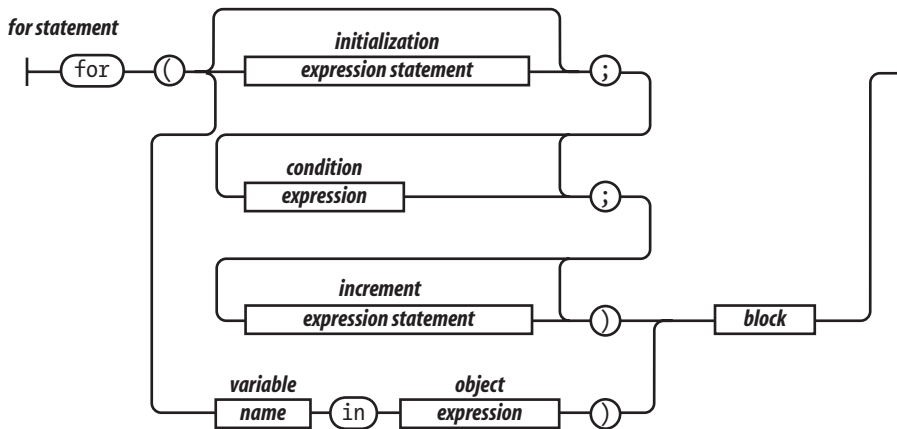 for statement
initialization
for ( expression statement ;
condition
expression ;
increment
expression statement ) block
variable object
name in expression )